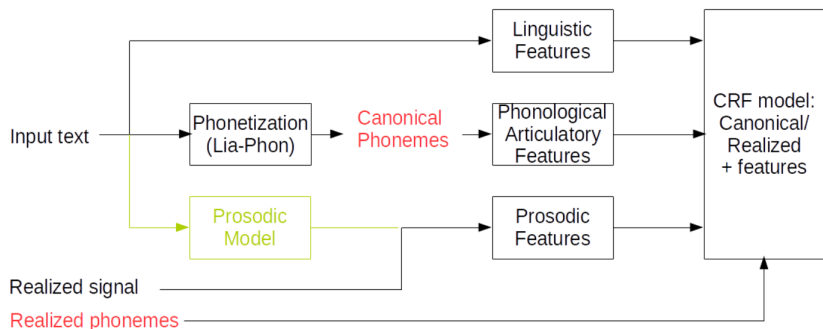 Linguistic
Features
Input text
Phonetization
(Lia-Phon)
Canonical
Phonemes
Phonological
Articulatory
Features
CRF model:
Canonical/
Realized
+ features
Prosodic
Model
Prosodic
Features
Realized signal
Realized phonemes